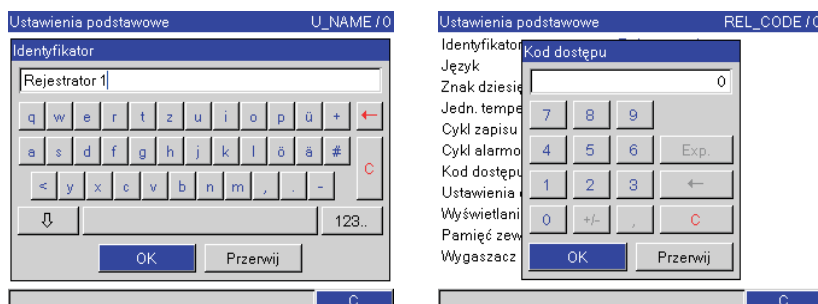 Ustawienia podstawowe U_NAME / 0
Identyfikator
Rejestrator 1
q w e r t z u i o p ü + ←
a s d f g h j k l ö ä # C
< y x c v b n m , . -
⇩ 123..
OK Przerwij
C
Ustawienia podstawowe REL_CODE / 0
Identyfikator
Język
Znak dziesię
Jedn. tempe
Cykl zapisu
Cykl alarmo
Kod dostępu
Ustawienia
Wyświetlani
Pamięć zew
Wygaszacz
Kod dostępu
0
7 8 9
4 5 6 Exp.
1 2 3 ←
0 +/- , C
OK Przerwij
C